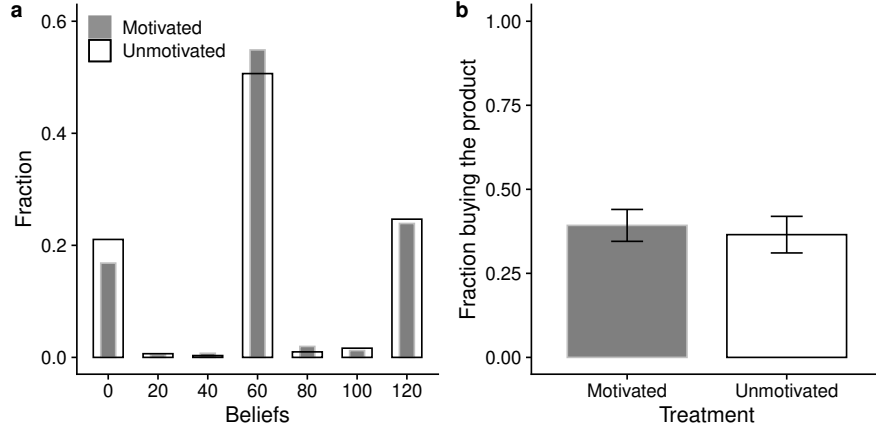 a
Motivated
Unmotivated
Fraction
0.6
0.4
0.2
0.0
0 20 40 60 80 100 120
Beliefs
b
Fraction buying the product
1.00
0.75
0.50
0.25
0.00
Motivated Unmotivated
Treatment